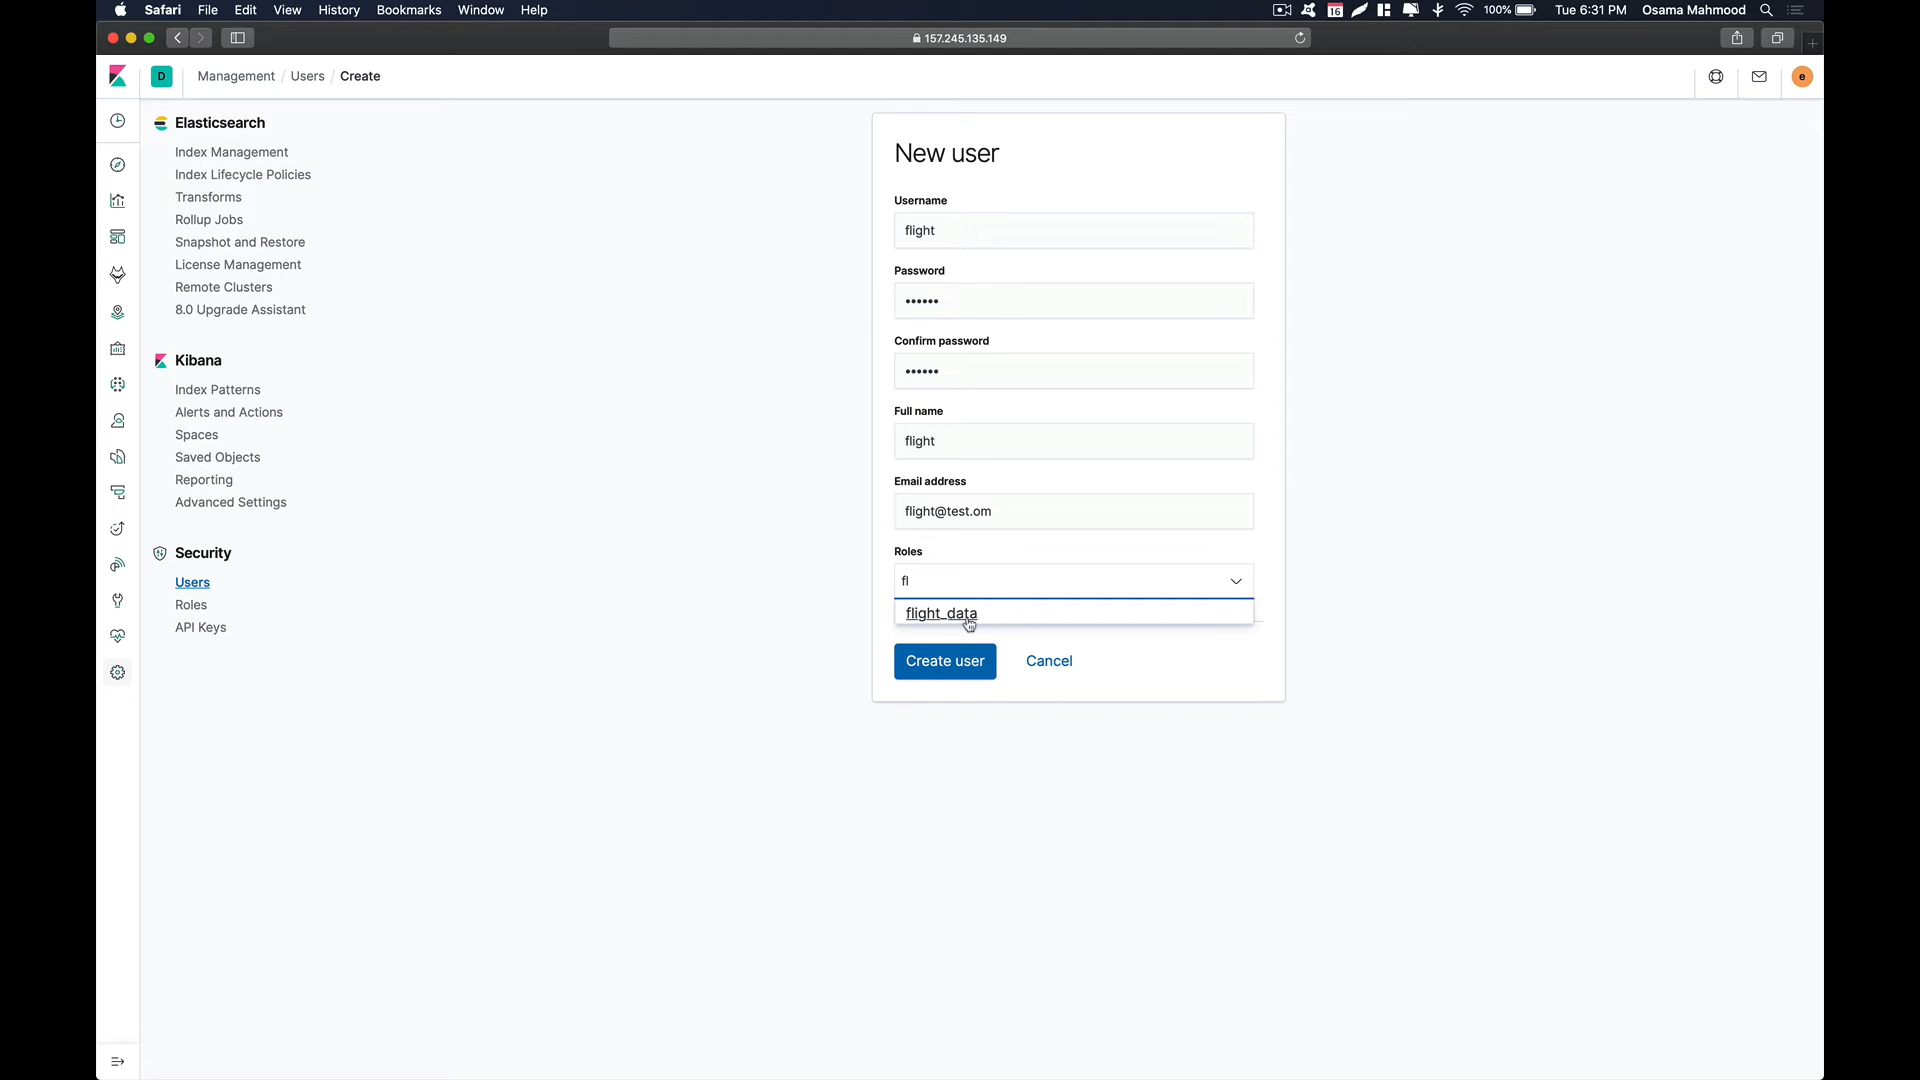 Safari File Edit View History Bookmarks Window Help 16 100% Tue 6:31 PM Osama Mahmood
157.245.135.149
D Management / Users / Create e
Elasticsearch
Index Management
Index Lifecycle Policies
Transforms
Rollup Jobs
Snapshot and Restore
License Management
Remote Clusters
8.0 Upgrade Assistant
Kibana
Index Patterns
Alerts and Actions
Spaces
Saved Objects
Reporting
Advanced Settings
Security
Users
Roles
API Keys
New user
Username
flight
Password
••••••
Confirm password
••••••
Full name
flight
Email address
flight@test.om
Roles
fl
flight_data
Create user Cancel